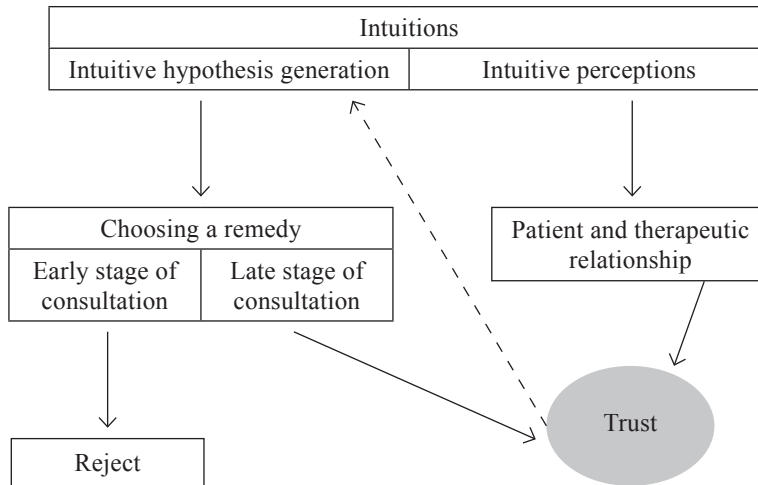 Intuitions
Intuitive hypothesis generation
Intuitive perceptions
Choosing a remedy
Early stage of
consultation
Late stage of
consultation
Patient and therapeutic
relationship
Trust
Reject